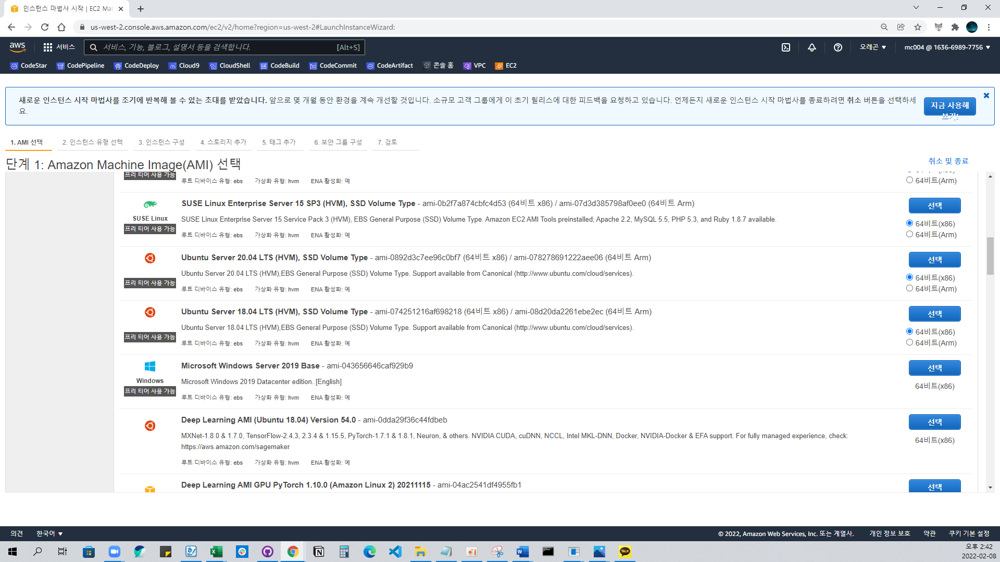 인스턴스 마법사 시작 | EC2 Mar
us-west-2.console.aws.amazon.com/ec2/v2/home?region=us-west-2#LaunchInstanceWizard:
aws 서비스 서비스, 기능, 블로그, 설명서 등을 검색합니다. [Alt+S] 오레곤 mc004 @ 1636-6989-7756
CodeStar CodePipeline CodeDeploy Cloud9 CloudShell CodeBuild CodeCommit CodeArtifact 콘솔 홈 VPC EC2
새로운 인스턴스 시작 마법사를 조기에 반복해 볼 수 있는 초대를 받았습니다. 앞으로 몇 개월 동안 환경을 계속 개선할 것입니다. 소규모 고객 그룹에게 이 초기 릴리스에 대한 피드백을 요청하고 있습니다. 언제든지 새로운 인스턴스 시작 마법사를 종료하려면 취소 버튼을 선택하세
요.
지금 사용해
보기!
1. AMI 선택 2. 인스턴스 유형 선택 3. 인스턴스 구성 4. 스토리지 추가 5. 태그 추가 6. 보안 그룹 구성 7. 검토
단계 1: Amazon Machine Image(AMI) 선택 취소 및 종료
프리 티어 사용 가능
루트 디바이스 유형: ebs 가상화 유형: hvm ENA 활성화: 예
64비트(Arm)
SUSE Linux Enterprise Server 15 SP3 (HVM), SSD Volume Type - ami-0b2f7a874cbfc4d53 (64비트 x86) / ami-07d3d385798af0ee0 (64비트 Arm) 선택
SUSE Linux
SUSE Linux Enterprise Server 15 Service Pack 3 (HVM), EBS General Purpose (SSD) Volume Type. Amazon EC2 AMI Tools preinstalled; Apache 2.2, MySQL 5.5, PHP 5.3, and Ruby 1.8.7 available.
프리 티어 사용 가능 64비트(x86)
루트 디바이스 유형: ebs 가상화 유형: hvm ENA 활성화: 예 64비트(Arm)
Ubuntu Server 20.04 LTS (HVM), SSD Volume Type - ami-0892d3c7ee96c0bf7 (64비트 x86) / ami-078278691222aee06 (64비트 Arm) 선택
Ubuntu Server 20.04 LTS (HVM),EBS General Purpose (SSD) Volume Type. Support available from Canonical (http://www.ubuntu.com/cloud/services).
프리 티어 사용 가능 64비트(x86)
루트 디바이스 유형: ebs 가상화 유형: hvm ENA 활성화: 예 64비트(Arm)
Ubuntu Server 18.04 LTS (HVM), SSD Volume Type - ami-074251216af698218 (64비트 x86) / ami-08d20da2261ebe2ec (64비트 Arm) 선택
Ubuntu Server 18.04 LTS (HVM),EBS General Purpose (SSD) Volume Type. Support available from Canonical (http://www.ubuntu.com/cloud/services).
프리 티어 사용 가능 64비트(x86)
루트 디바이스 유형: ebs 가상화 유형: hvm ENA 활성화: 예 64비트(Arm)
Microsoft Windows Server 2019 Base - ami-043656646caf929b9 선택
Windows
Microsoft Windows 2019 Datacenter edition. [English] 64비트(x86)
프리 티어 사용 가능
루트 디바이스 유형: ebs 가상화 유형: hvm ENA 활성화: 예
Deep Learning AMI (Ubuntu 18.04) Version 54.0 - ami-0dda29f36c44fdbeb 선택
MXNet-1.8.0 & 1.7.0, TensorFlow-2.4.3, 2.3.4 & 1.15.5, PyTorch-1.7.1 & 1.8.1, Neuron, & others. NVIDIA CUDA, cuDNN, NCCL, Intel MKL-DNN, Docker, NVIDIA-Docker & EFA support. For fully managed experience, check: 64비트(x86)
https://aws.amazon.com/sagemaker
루트 디바이스 유형: ebs 가상화 유형: hvm ENA 활성화: 예
Deep Learning AMI GPU PyTorch 1.10.0 (Amazon Linux 2) 20211115 - ami-04ac2541df4955fb1 선택
의견 한국어 © 2022, Amazon Web Services, Inc. 또는 계열사. 개인 정보 보호 약관 쿠키 기본 설정
TALK
오후 2:42
2022-02-08